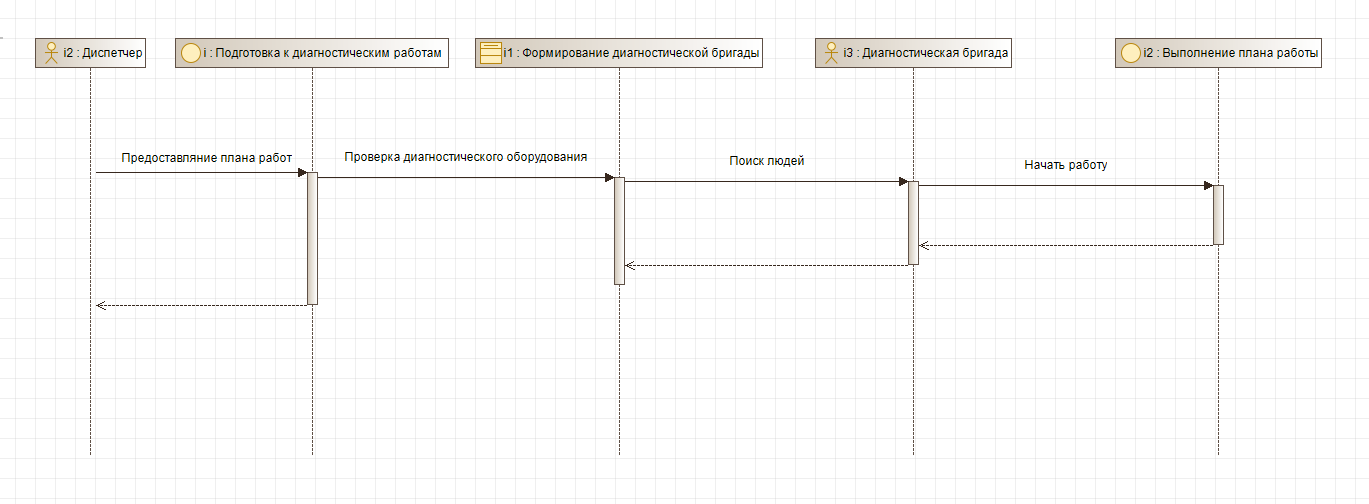 i2 : Диспетчер
i : Подготовка к диагностическим работам
i1 : Формирование диагностической бригады
i3 : Диагностическая бригада
i2 : Выполнение плана работы
Предоставляние плана работ
Проверка диагностического оборудования
Поиск людей
Начать работу